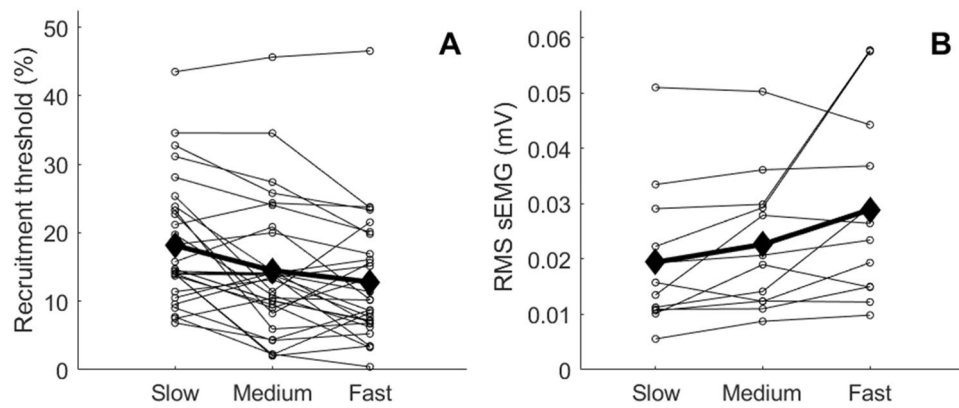 A
Recruitment threshold (%)
50
40
30
20
10
0
Slow Medium Fast
B
RMS sEMG (mV)
0.06
0.05
0.04
0.03
0.02
0.01
0
Slow Medium Fast